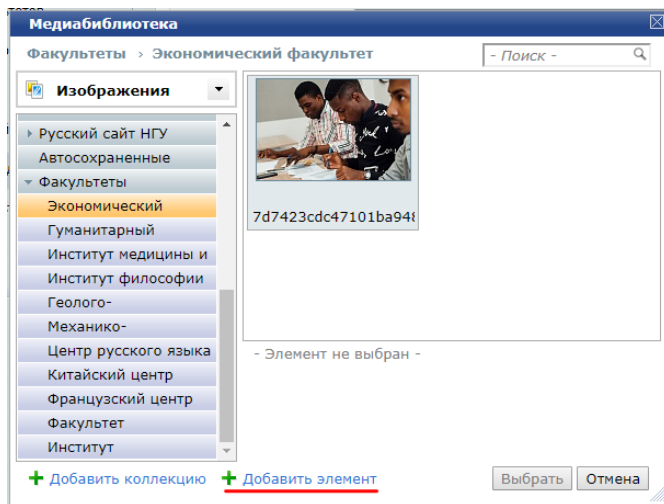 Медиабиблиотека
Факультеты › Экономический факультет
- Поиск -
Изображения
Русский сайт НГУ
Автосохраненные
Факультеты
Экономический
Гуманитарный
Институт медицины и
Институт философии
Геолого-
Механико-
Центр русского языка
Китайский центр
Французский центр
Факультет
Институт
7d7423cdc47101ba948
- Элемент не выбран -
Добавить коллекцию
Добавить элемент
Выбрать
Отмена